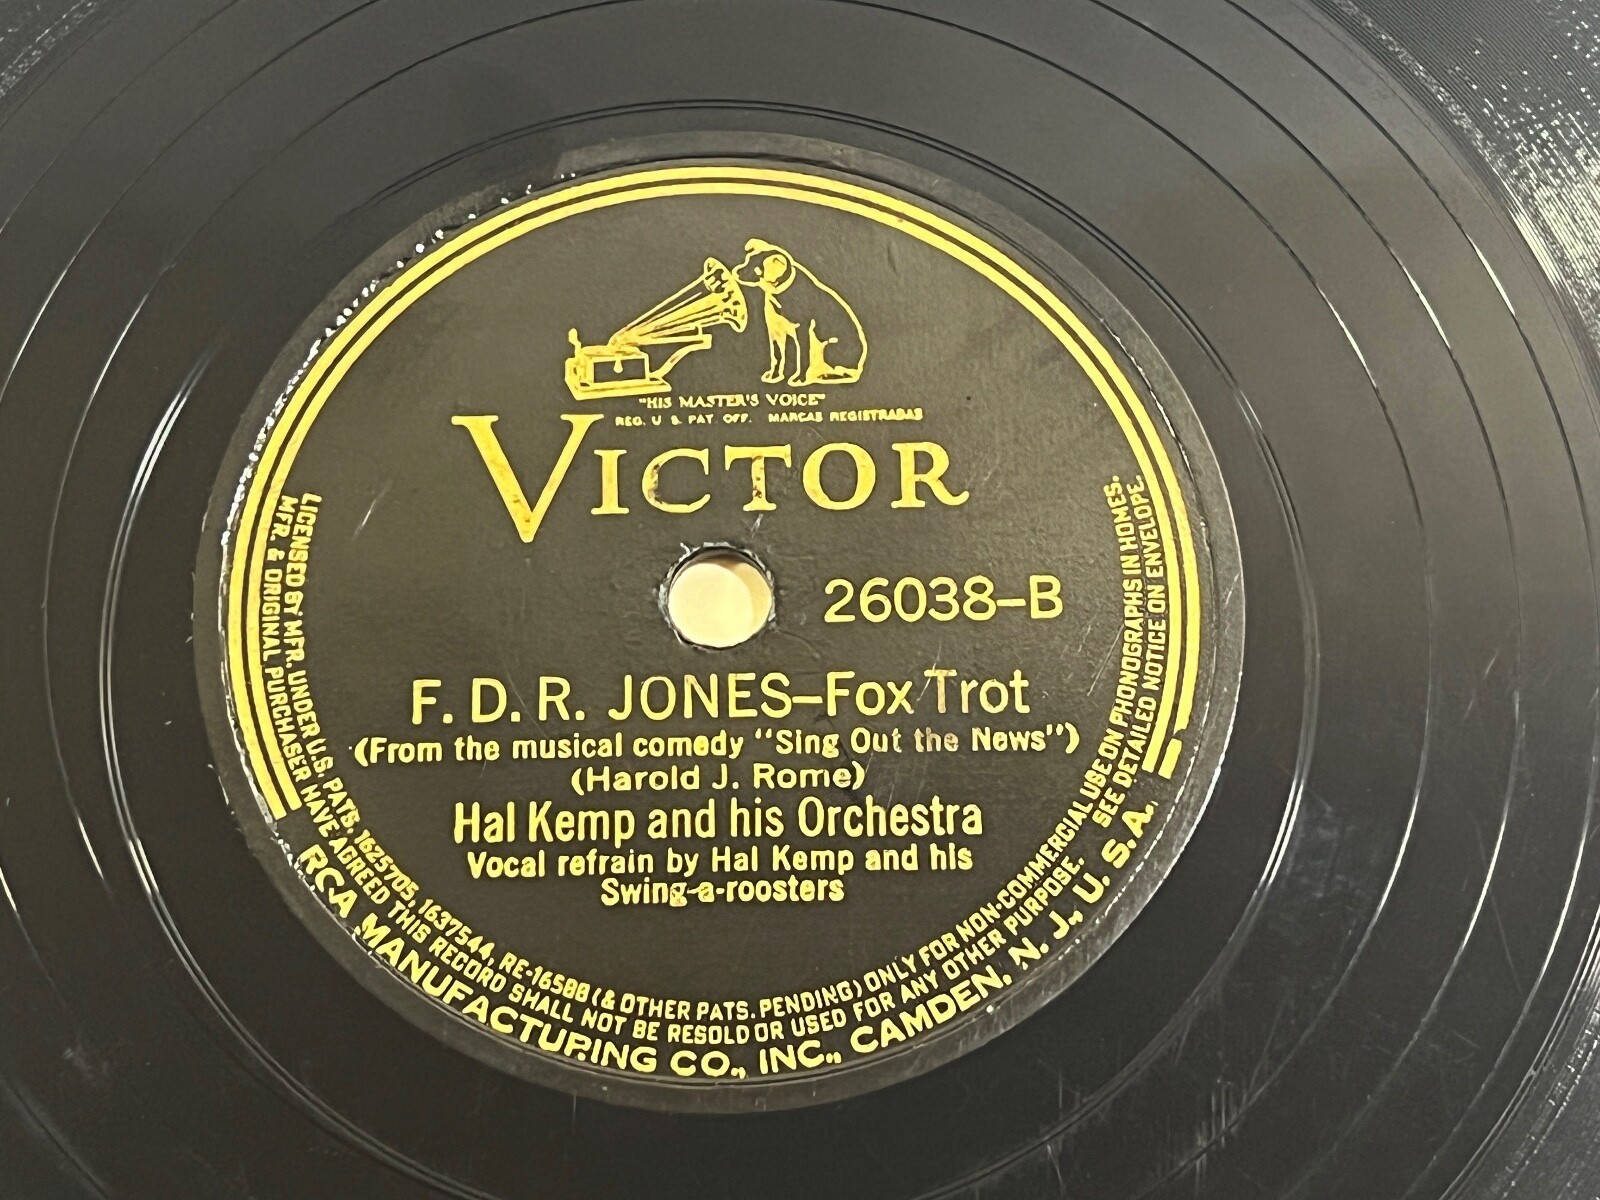 "HIS MASTER'S VOICE"
REG. U. S. PAT. OFF. MARCAS REGISTRADAS
VICTOR
26038-B
F. D. R. JONES-Fox Trot
(From the musical comedy "Sing Out the News")
(Harold J. Rome)
Hal Kemp and his Orchestra
Vocal refrain by Hal Kemp and his
Swing-a-roosters
LICENSED BY MFR. UNDER U.S. PATS. 1625705, 1637544, RE-16588 (& OTHER PATS. PENDING) ONLY FOR NON-COMMERCIAL USE ON PHONOGRAPHS IN HOMES.
MFR. & ORIGINAL PURCHASER HAVE AGREED THIS RECORD SHALL NOT BE RESOLD OR USED FOR ANY OTHER PURPOSE. SEE DETAILED NOTICE ON ENVELOPE.
RCA MANUFACTURING CO., INC., CAMDEN, N. J., U. S. A.